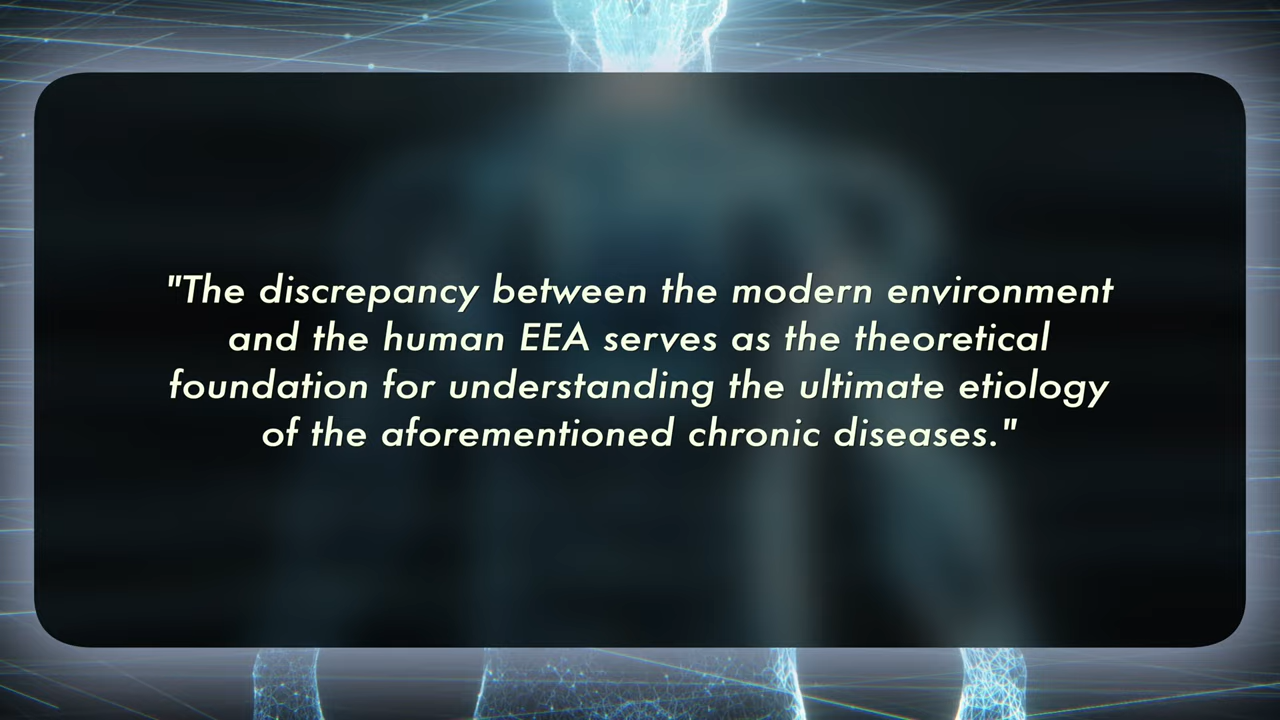 "The discrepancy between the modern environment
and the human EEA serves as the theoretical
foundation for understanding the ultimate etiology
of the aforementioned chronic diseases."